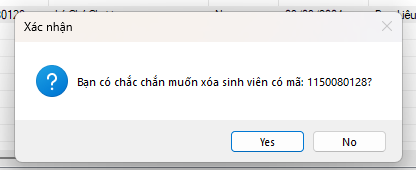 Xác nhận
Bạn có chắc chắn muốn xóa sinh viên có mã: 1150080128?
Yes
No